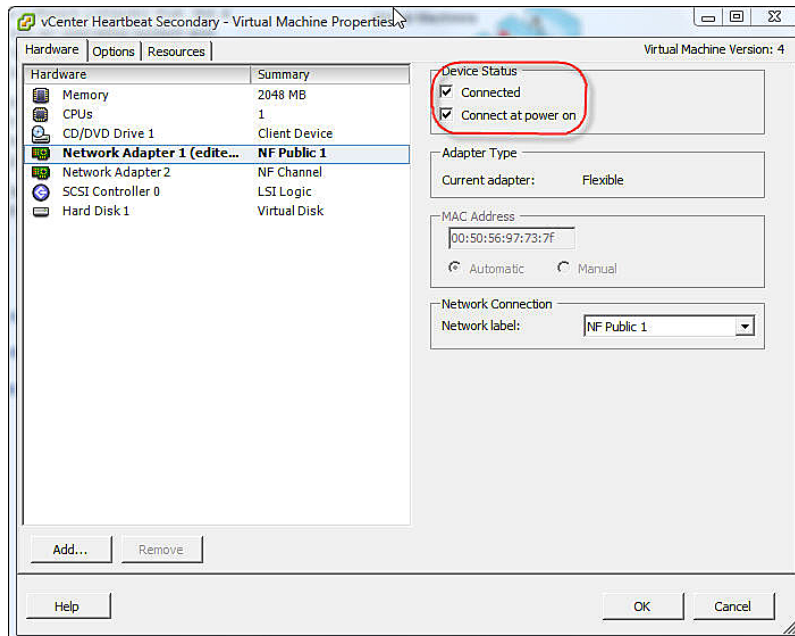 vCenter Heartbeat Secondary - Virtual Machine Properties
Hardware Options Resources Virtual Machine Version: 4
Hardware Summary
Memory 2048 MB
CPUs 1
CD/DVD Drive 1 Client Device
Network Adapter 1 (edite... NF Public 1
Network Adapter 2 NF Channel
SCSI Controller 0 LSI Logic
Hard Disk 1 Virtual Disk
Device Status
Connected
Connect at power on
Adapter Type
Current adapter: Flexible
MAC Address
00:50:56:97:73:7f
Automatic Manual
Network Connection
Network label: NF Public 1
Add... Remove
Help OK Cancel